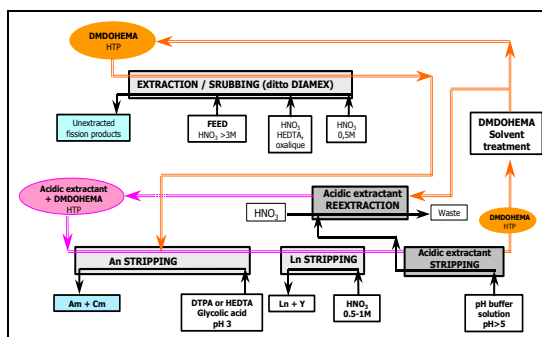 DMDOHEMA
HTP
EXTRACTION / SRUBBING (ditto DIAMEX)
Unextracted
fission products
FEED
HNO3 >3M
HNO3
HEDTA,
oxalique
HNO3
0,5M
DMDOHEMA
Solvent
treatment
Acidic extractant
+ DMDOHEMA
HTP
Acidic extractant
REEXTRACTION
HNO3
Waste
DMDOHEMA
HTP
An STRIPPING
Ln STRIPPING
Acidic extractant
STRIPPING
Am + Cm
DTPA or HEDTA
Glycolic acid
pH 3
Ln + Y
HNO3
0.5-1M
pH buffer
solution
pH>5